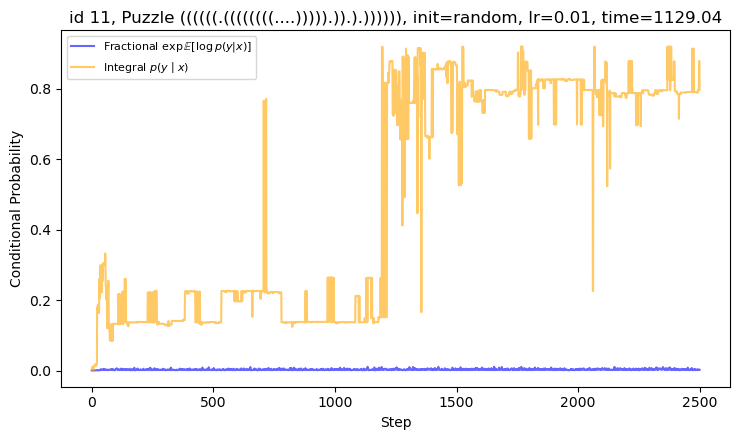 id 11, Puzzle ((((((.((((((((....))))).)).).)))))), init=random, lr=0.01, time=1129.04
Fractional exp𝔼[log p(y|x)]
Integral p(y | x)
Conditional Probability
0.8
0.6
0.4
0.2
0.0
0 500 1000 1500 2000 2500
Step